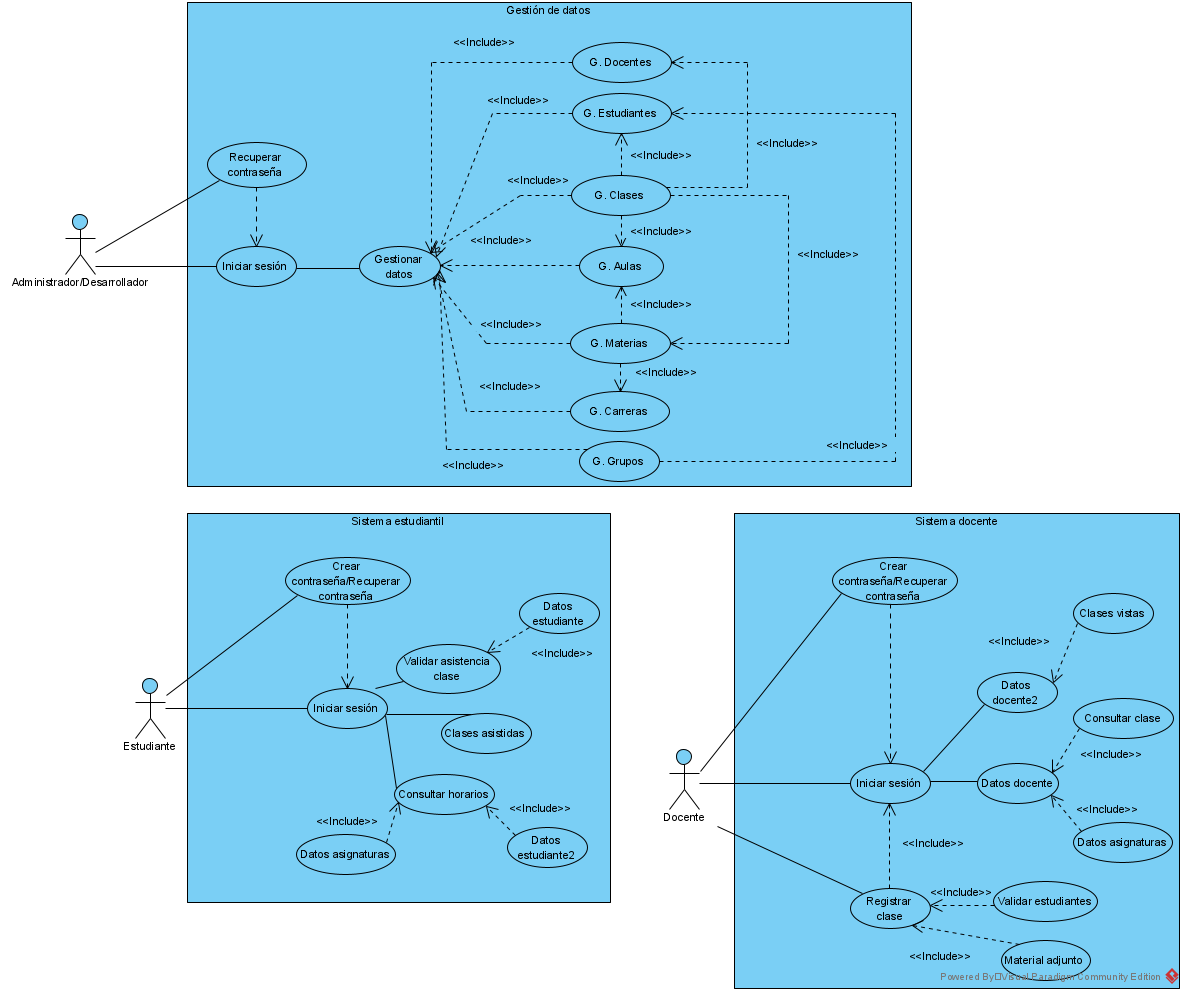 Gestión de datos
<<Include>>
G. Docentes
<<Include>>
G. Estudiantes
<<Include>>
<<Include>>
Recuperar
contraseña
<<Include>>
G. Clases
<<Include>>
<<Include>>
Administrador/Desarrollador
Iniciar sesión
Gestionar
datos
G. Aulas
<<Include>>
<<Include>>
<<Include>>
G. Materias
<<Include>>
<<Include>>
G. Carreras
<<Include>>
<<Include>>
G. Grupos
Sistema estudiantil
Crear
contraseña/Recuperar
contraseña
Datos
estudiante
<<Include>>
Validar asistencia
clase
Iniciar sesión
Estudiante
Clases asistidas
Consultar horarios
<<Include>>
<<Include>>
Datos asignaturas
Datos
estudiante2
Sistema docente
Crear
contraseña/Recuperar
contraseña
Clases vistas
<<Include>>
Datos
docente2
Consultar clase
<<Include>>
Iniciar sesión
Datos docente
Docente
<<Include>>
Datos asignaturas
<<Include>>
Registrar
clase
<<Include>>
Validar estudiantes
<<Include>>
Material adjunto
Powered By Visual Paradigm Community Edition